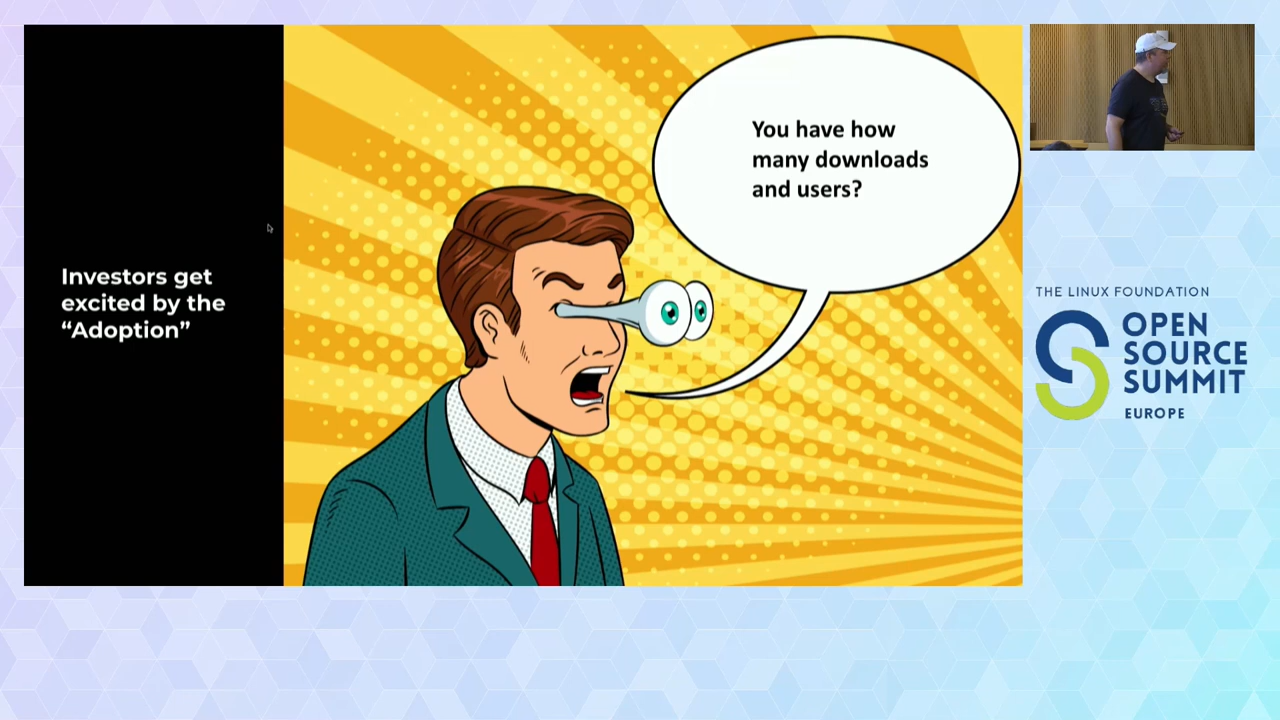 Investors get
excited by the
“Adoption”
You have how
many downloads
and users?
THE LINUX FOUNDATION
OPEN
SOURCE
SUMMIT
EUROPE